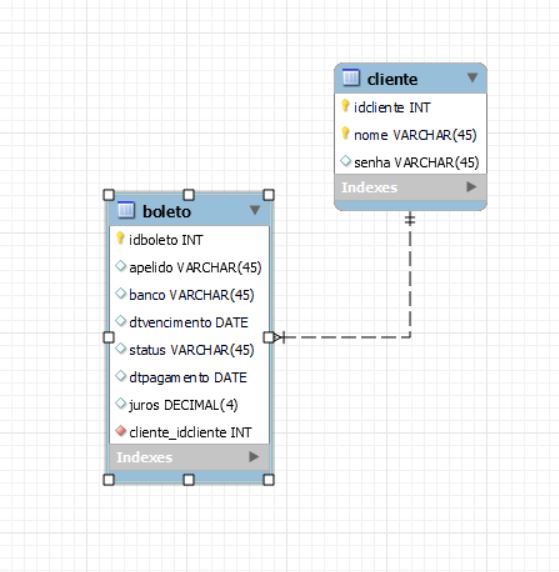 cliente
idcliente INT
nome VARCHAR(45)
senha VARCHAR(45)
Indexes
boleto
idboleto INT
apelido VARCHAR(45)
banco VARCHAR(45)
dtvencimento DATE
status VARCHAR(45)
dtpagamento DATE
juros DECIMAL(4)
cliente_idcliente INT
Indexes